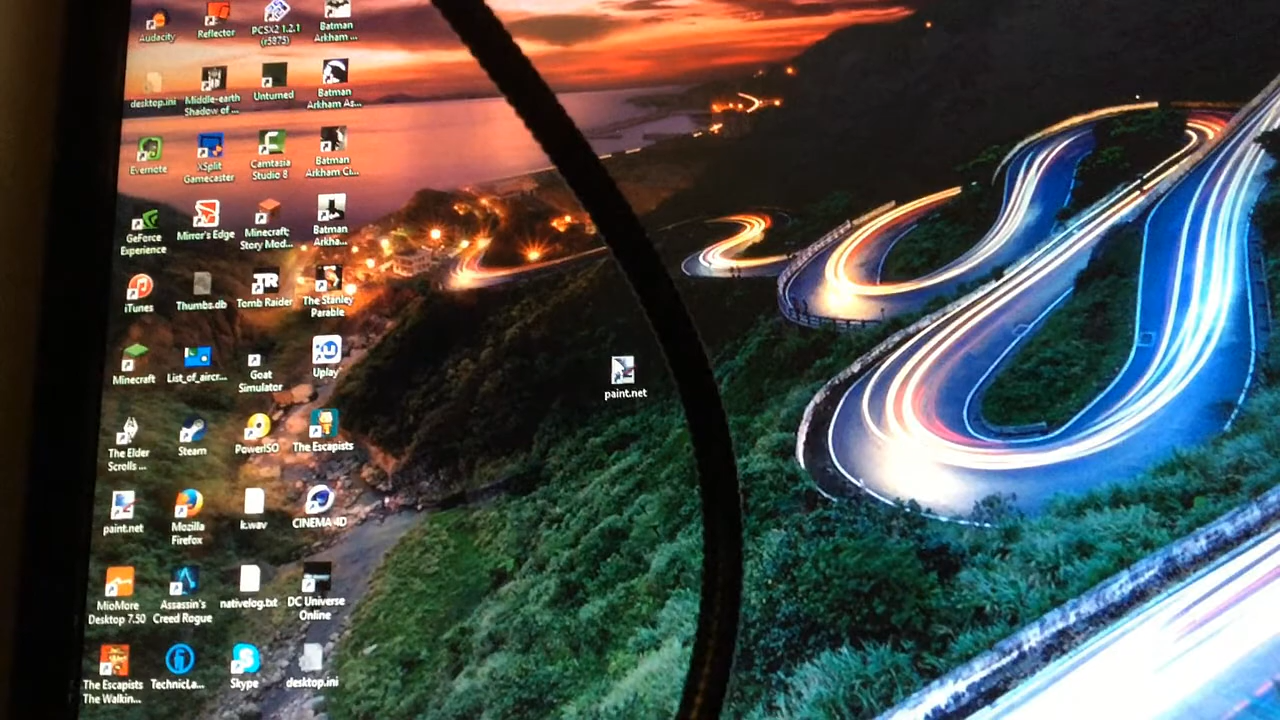 Audacity
Reflector
PCSX2 1.2.1
(r5875)
Batman
Arkham ...
desktop.ini
Middle-earth
Shadow of ...
Unturned
Batman
Arkham As...
Evernote
XSplit
Gamecaster
Camtasia
Studio 8
Batman
Arkham Ci...
GeForce
Experience
Mirror's Edge
Minecraft;
Story Mod...
Batman
Arkha...
iTunes
Thumbs.db
TR
Tomb Raider
The Stanley
Parable
Minecraft
List_of_aircr...
Goat
Simulator
Uplay
paint.net
The Elder
Scrolls ...
Steam
PowerISO
The Escapists
paint.net
Mozilla
Firefox
k.wav
CINEMA 4D
MioMore
Desktop 7.50
Assassin's
Creed Rogue
nativelog.txt
DC Universe
Online
The Escapists
The Walkin...
TechnicLa...
Skype
desktop.ini